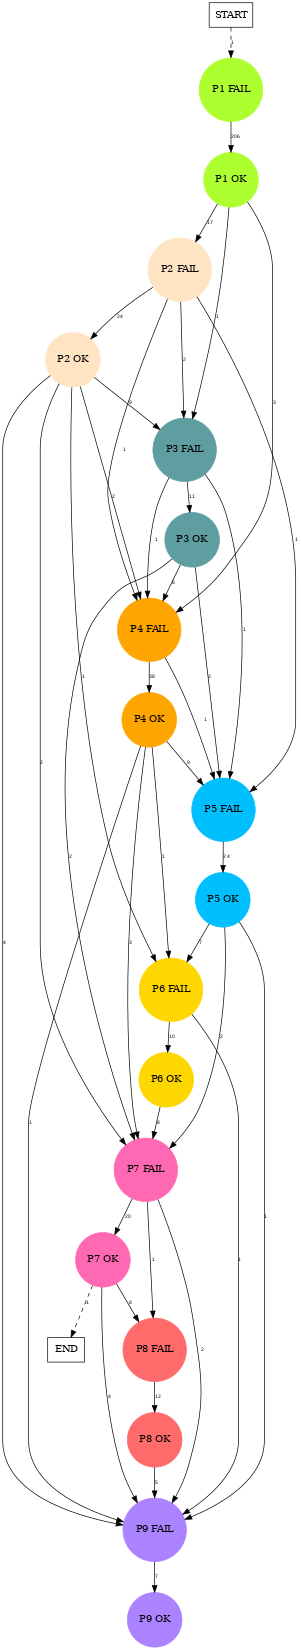 START
1
P1 FAIL
206
P1 OK
17
1
3
P2 FAIL
24
2
1
1
P2 OK
9
2
1
2
4
P3 FAIL
11
1
1
P3 OK
6
2
2
P4 FAIL
38
1
P4 OK
9
1
3
1
P5 FAIL
24
P5 OK
7
2
1
P6 FAIL
10
1
P6 OK
8
P7 FAIL
20
1
2
P7 OK
8
4
END
P8 FAIL
12
P8 OK
5
P9 FAIL
7
P9 OK